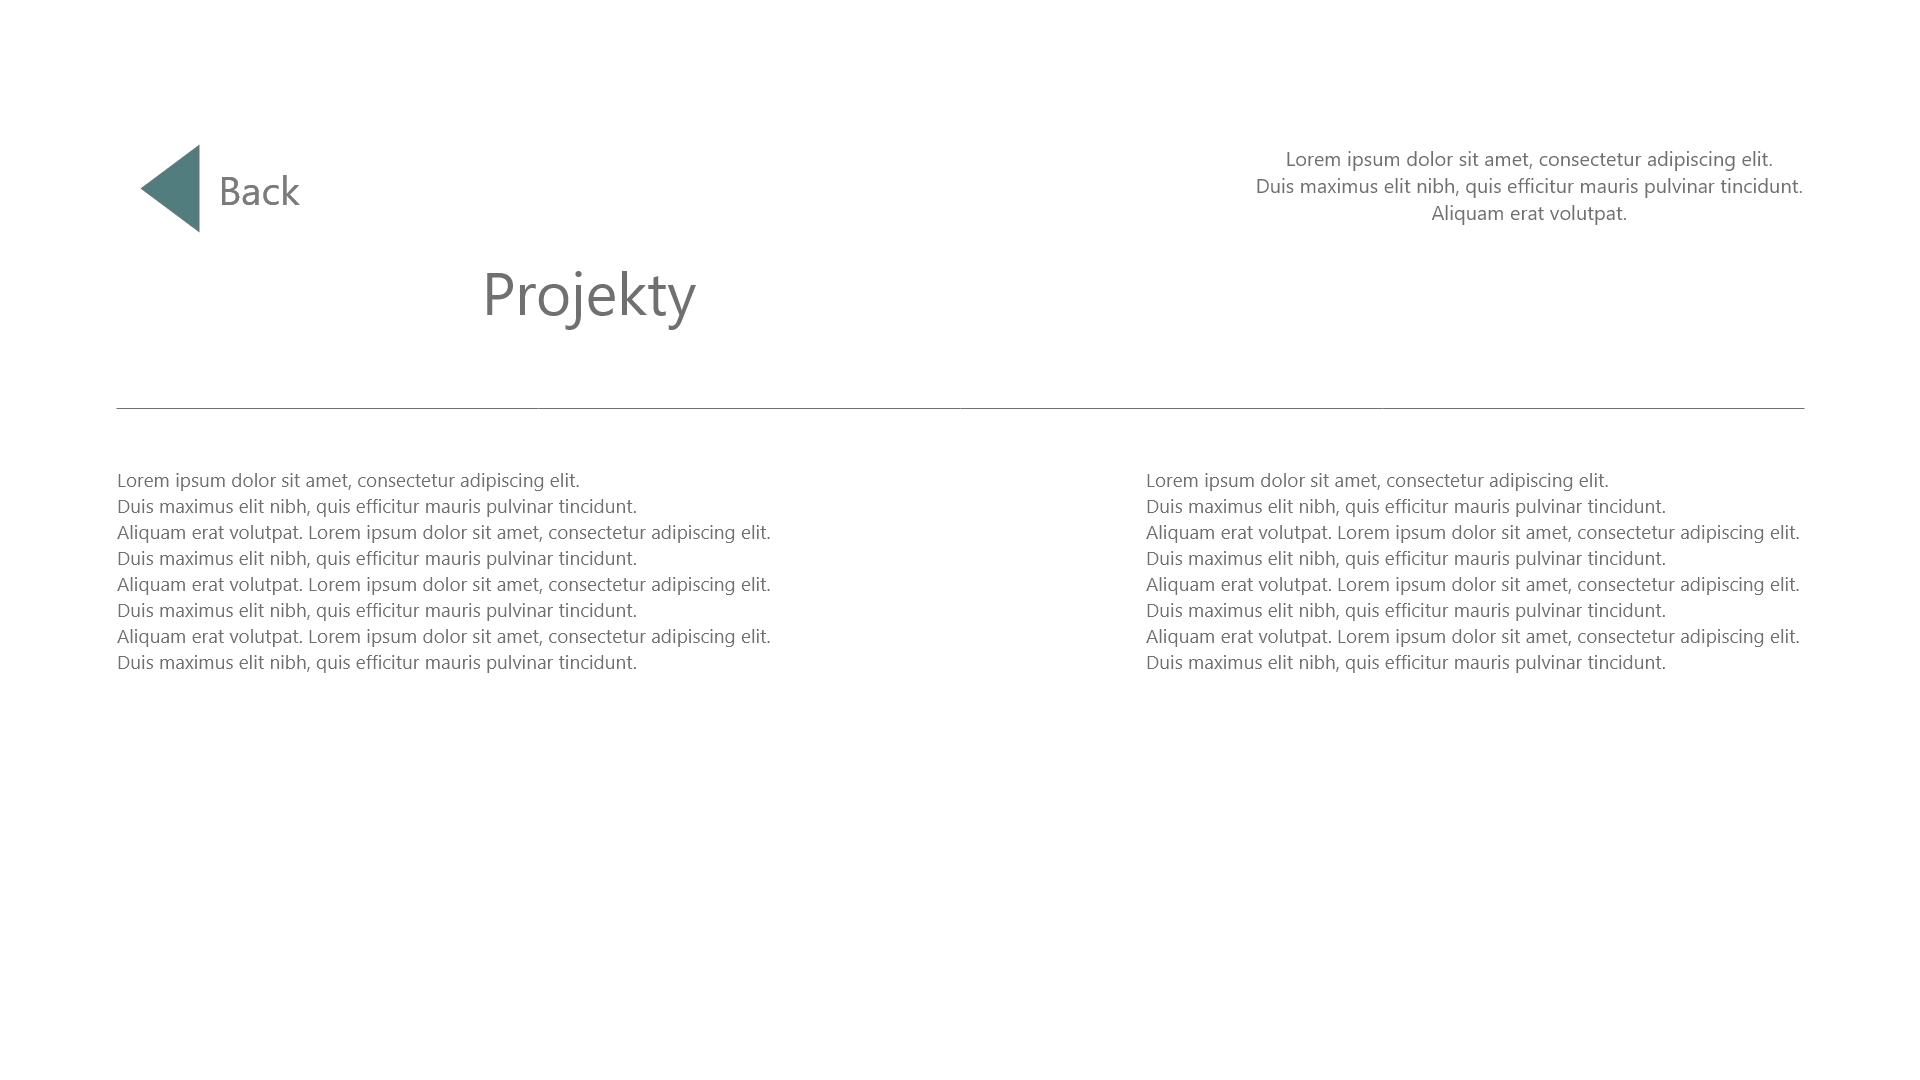 Back
Lorem ipsum dolor sit amet, consectetur adipiscing elit.
Duis maximus elit nibh, quis efficitur mauris pulvinar tincidunt.
Aliquam erat volutpat.
Projekty
Lorem ipsum dolor sit amet, consectetur adipiscing elit.
Duis maximus elit nibh, quis efficitur mauris pulvinar tincidunt.
Aliquam erat volutpat. Lorem ipsum dolor sit amet, consectetur adipiscing elit.
Duis maximus elit nibh, quis efficitur mauris pulvinar tincidunt.
Aliquam erat volutpat. Lorem ipsum dolor sit amet, consectetur adipiscing elit.
Duis maximus elit nibh, quis efficitur mauris pulvinar tincidunt.
Aliquam erat volutpat. Lorem ipsum dolor sit amet, consectetur adipiscing elit.
Duis maximus elit nibh, quis efficitur mauris pulvinar tincidunt.
Lorem ipsum dolor sit amet, consectetur adipiscing elit.
Duis maximus elit nibh, quis efficitur mauris pulvinar tincidunt.
Aliquam erat volutpat. Lorem ipsum dolor sit amet, consectetur adipiscing elit.
Duis maximus elit nibh, quis efficitur mauris pulvinar tincidunt.
Aliquam erat volutpat. Lorem ipsum dolor sit amet, consectetur adipiscing elit.
Duis maximus elit nibh, quis efficitur mauris pulvinar tincidunt.
Aliquam erat volutpat. Lorem ipsum dolor sit amet, consectetur adipiscing elit.
Duis maximus elit nibh, quis efficitur mauris pulvinar tincidunt.